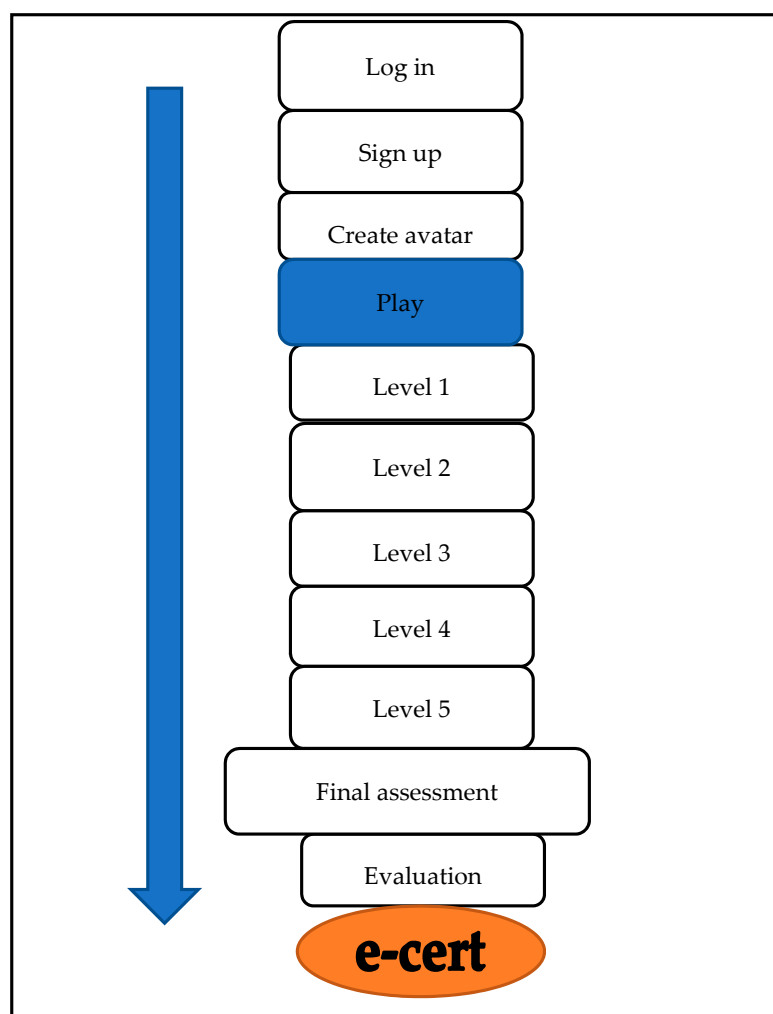 Log in
Sign up
Create avatar
Play
Level 1
Level 2
Level 3
Level 4
Level 5
Final assessment
Evaluation
e-cert